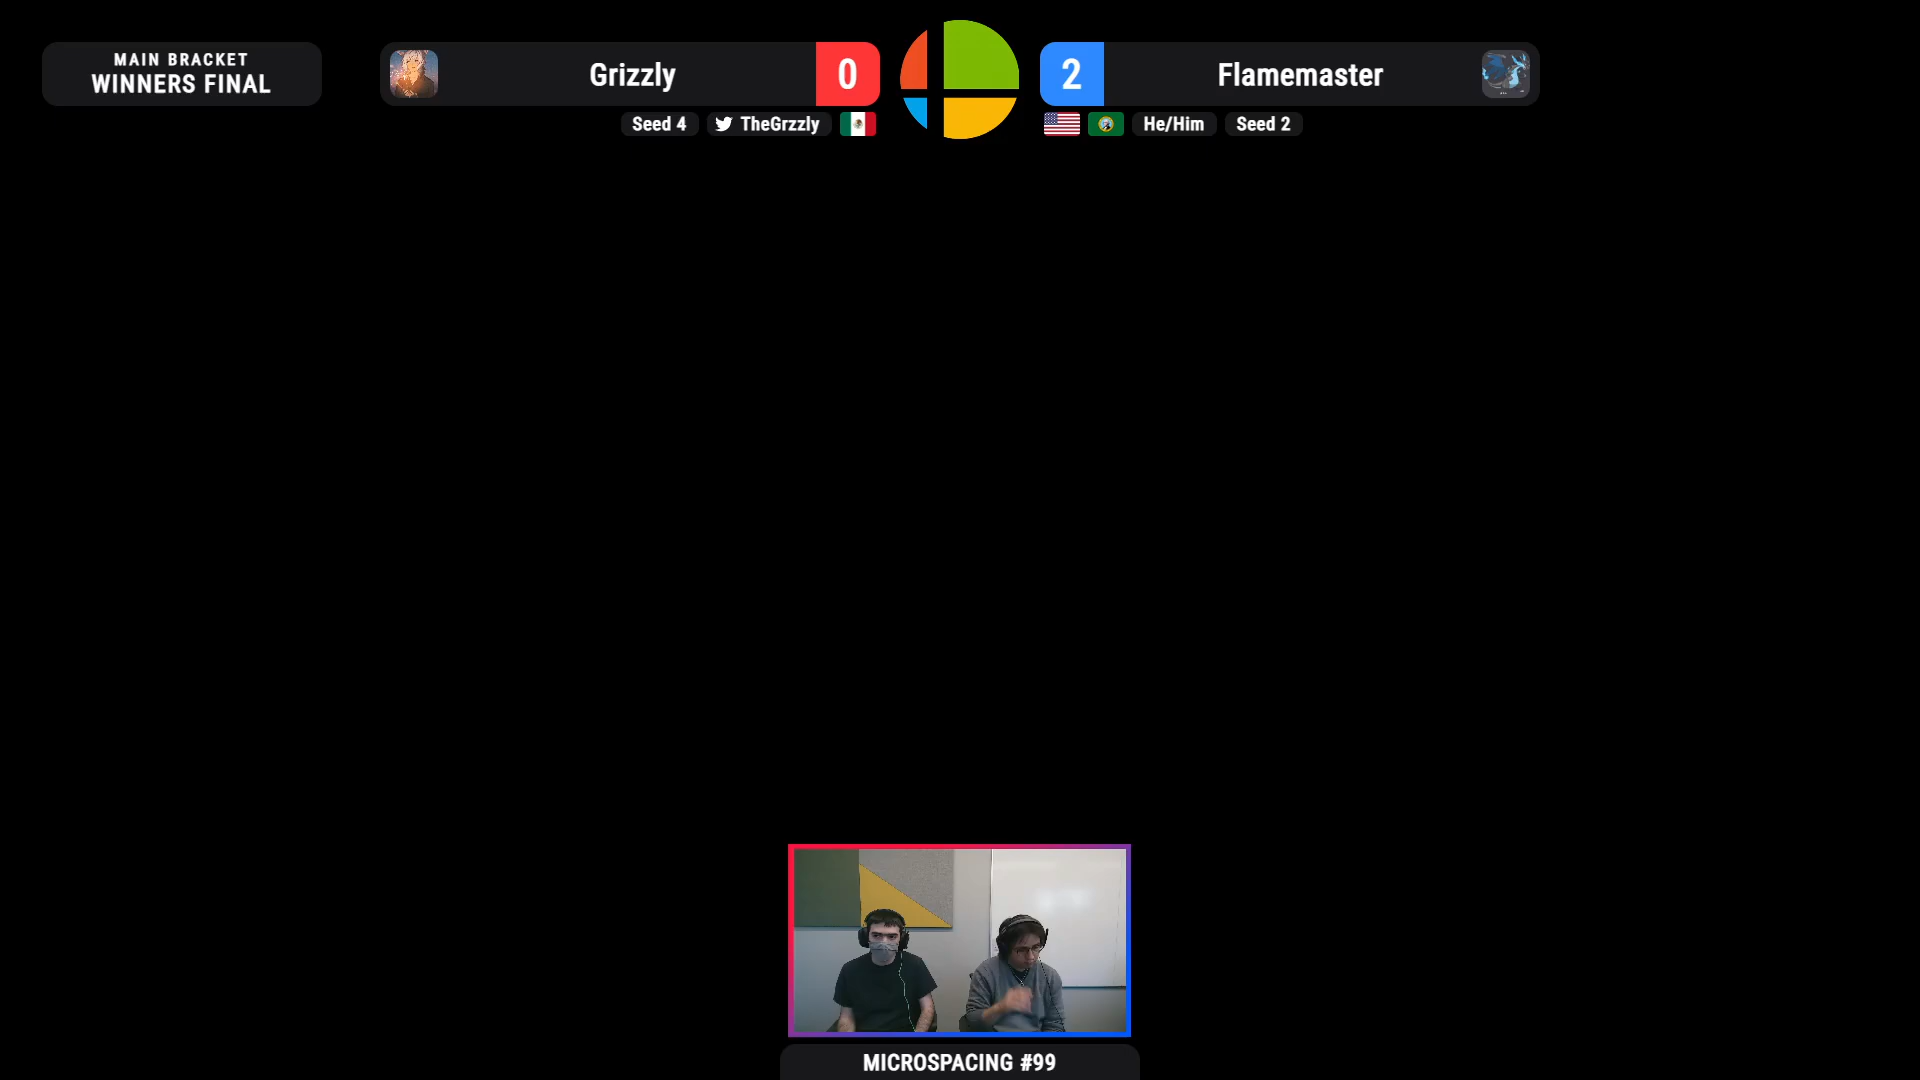 MAIN BRACKET
WINNERS FINAL
Grizzly
0
2
Flamemaster
Seed 4
TheGrzzly
He/Him
Seed 2
MICROSPACING #99